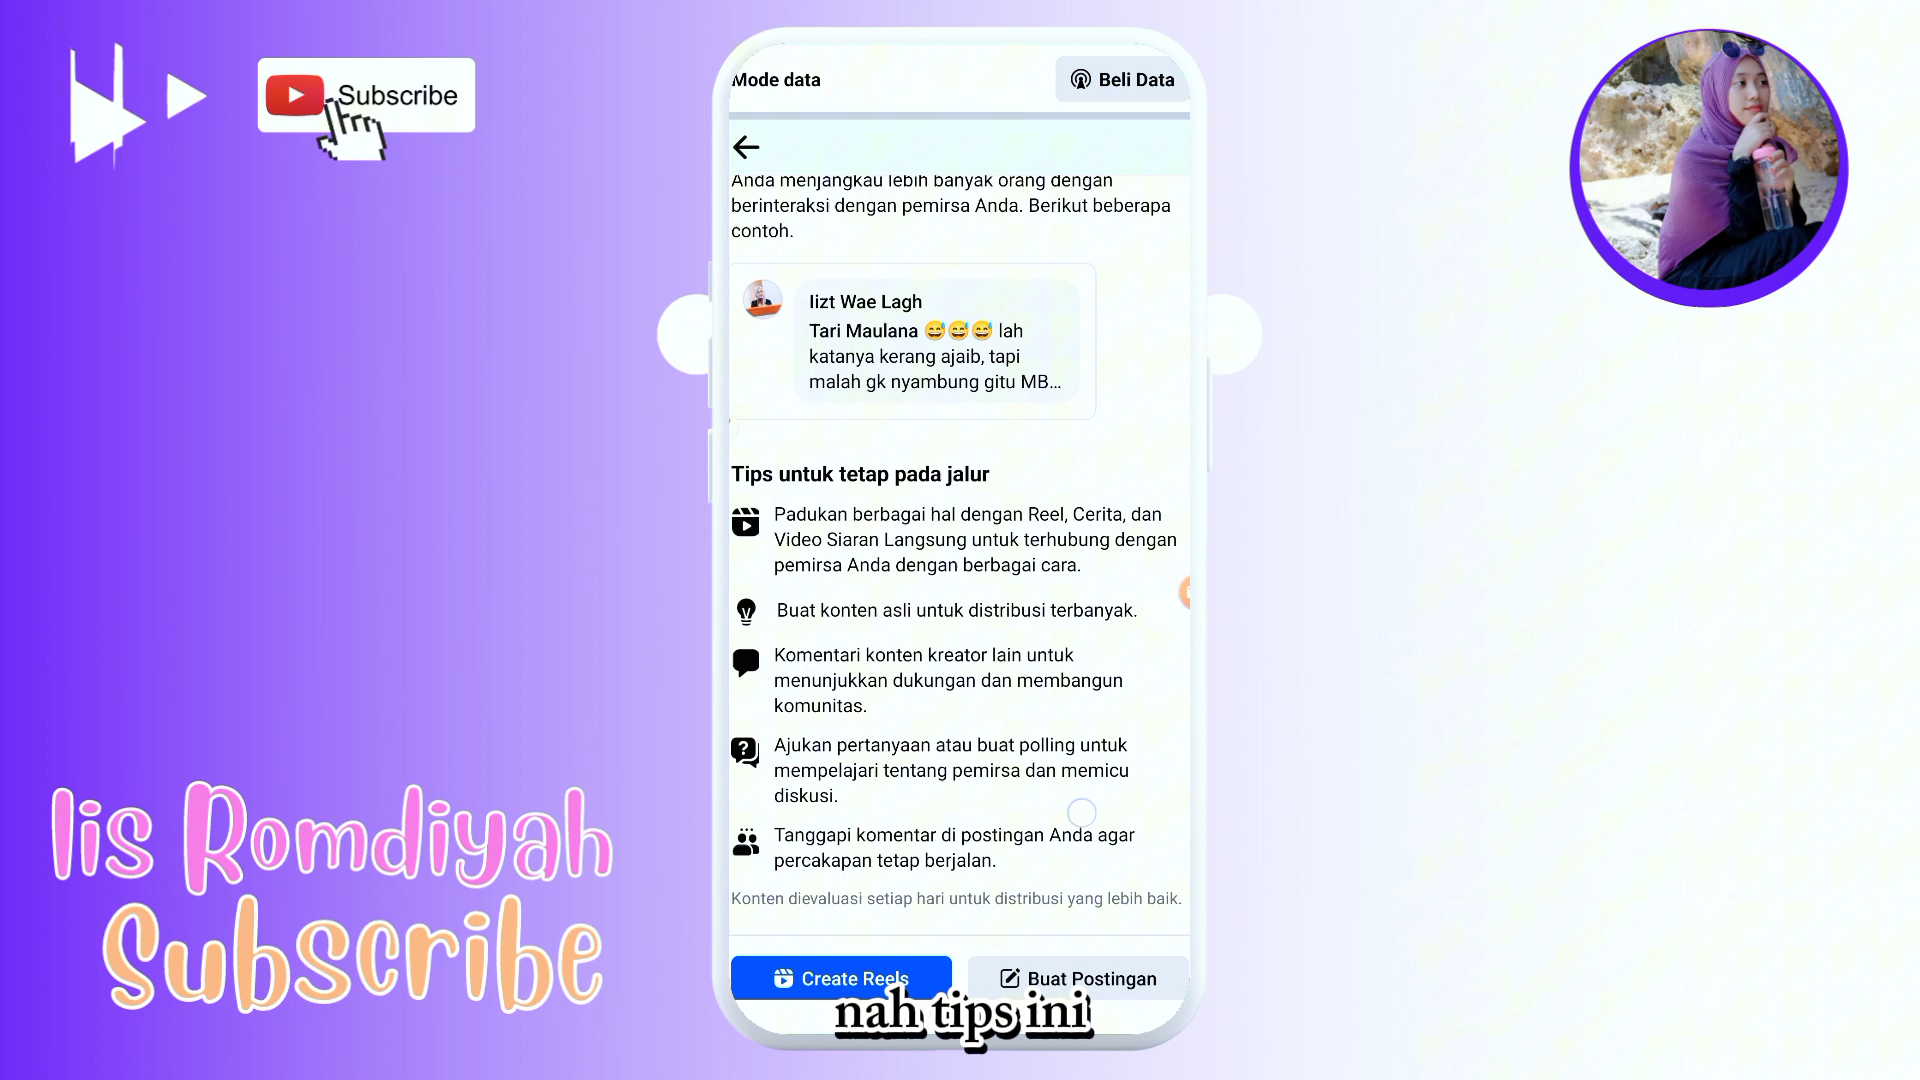 Subscribe
Mode data
Beli Data
Anda menjangkau lebih banyak orang dengan
berinteraksi dengan pemirsa Anda. Berikut beberapa
contoh.
Iizt Wae Lagh
Tari Maulana 😅😅😅 lah
katanya kerang ajaib, tapi
malah gk nyambung gitu MB...
Tips untuk tetap pada jalur
Padukan berbagai hal dengan Reel, Cerita, dan
Video Siaran Langsung untuk terhubung dengan
pemirsa Anda dengan berbagai cara.
Buat konten asli untuk distribusi terbanyak.
Komentari konten kreator lain untuk
menunjukkan dukungan dan membangun
komunitas.
Ajukan pertanyaan atau buat polling untuk
mempelajari tentang pemirsa dan memicu
diskusi.
Tanggapi komentar di postingan Anda agar
percakapan tetap berjalan.
Konten dievaluasi setiap hari untuk distribusi yang lebih baik.
Create Reels
Buat Postingan
nah tips ini
Iis Romdiyah
Subscribe